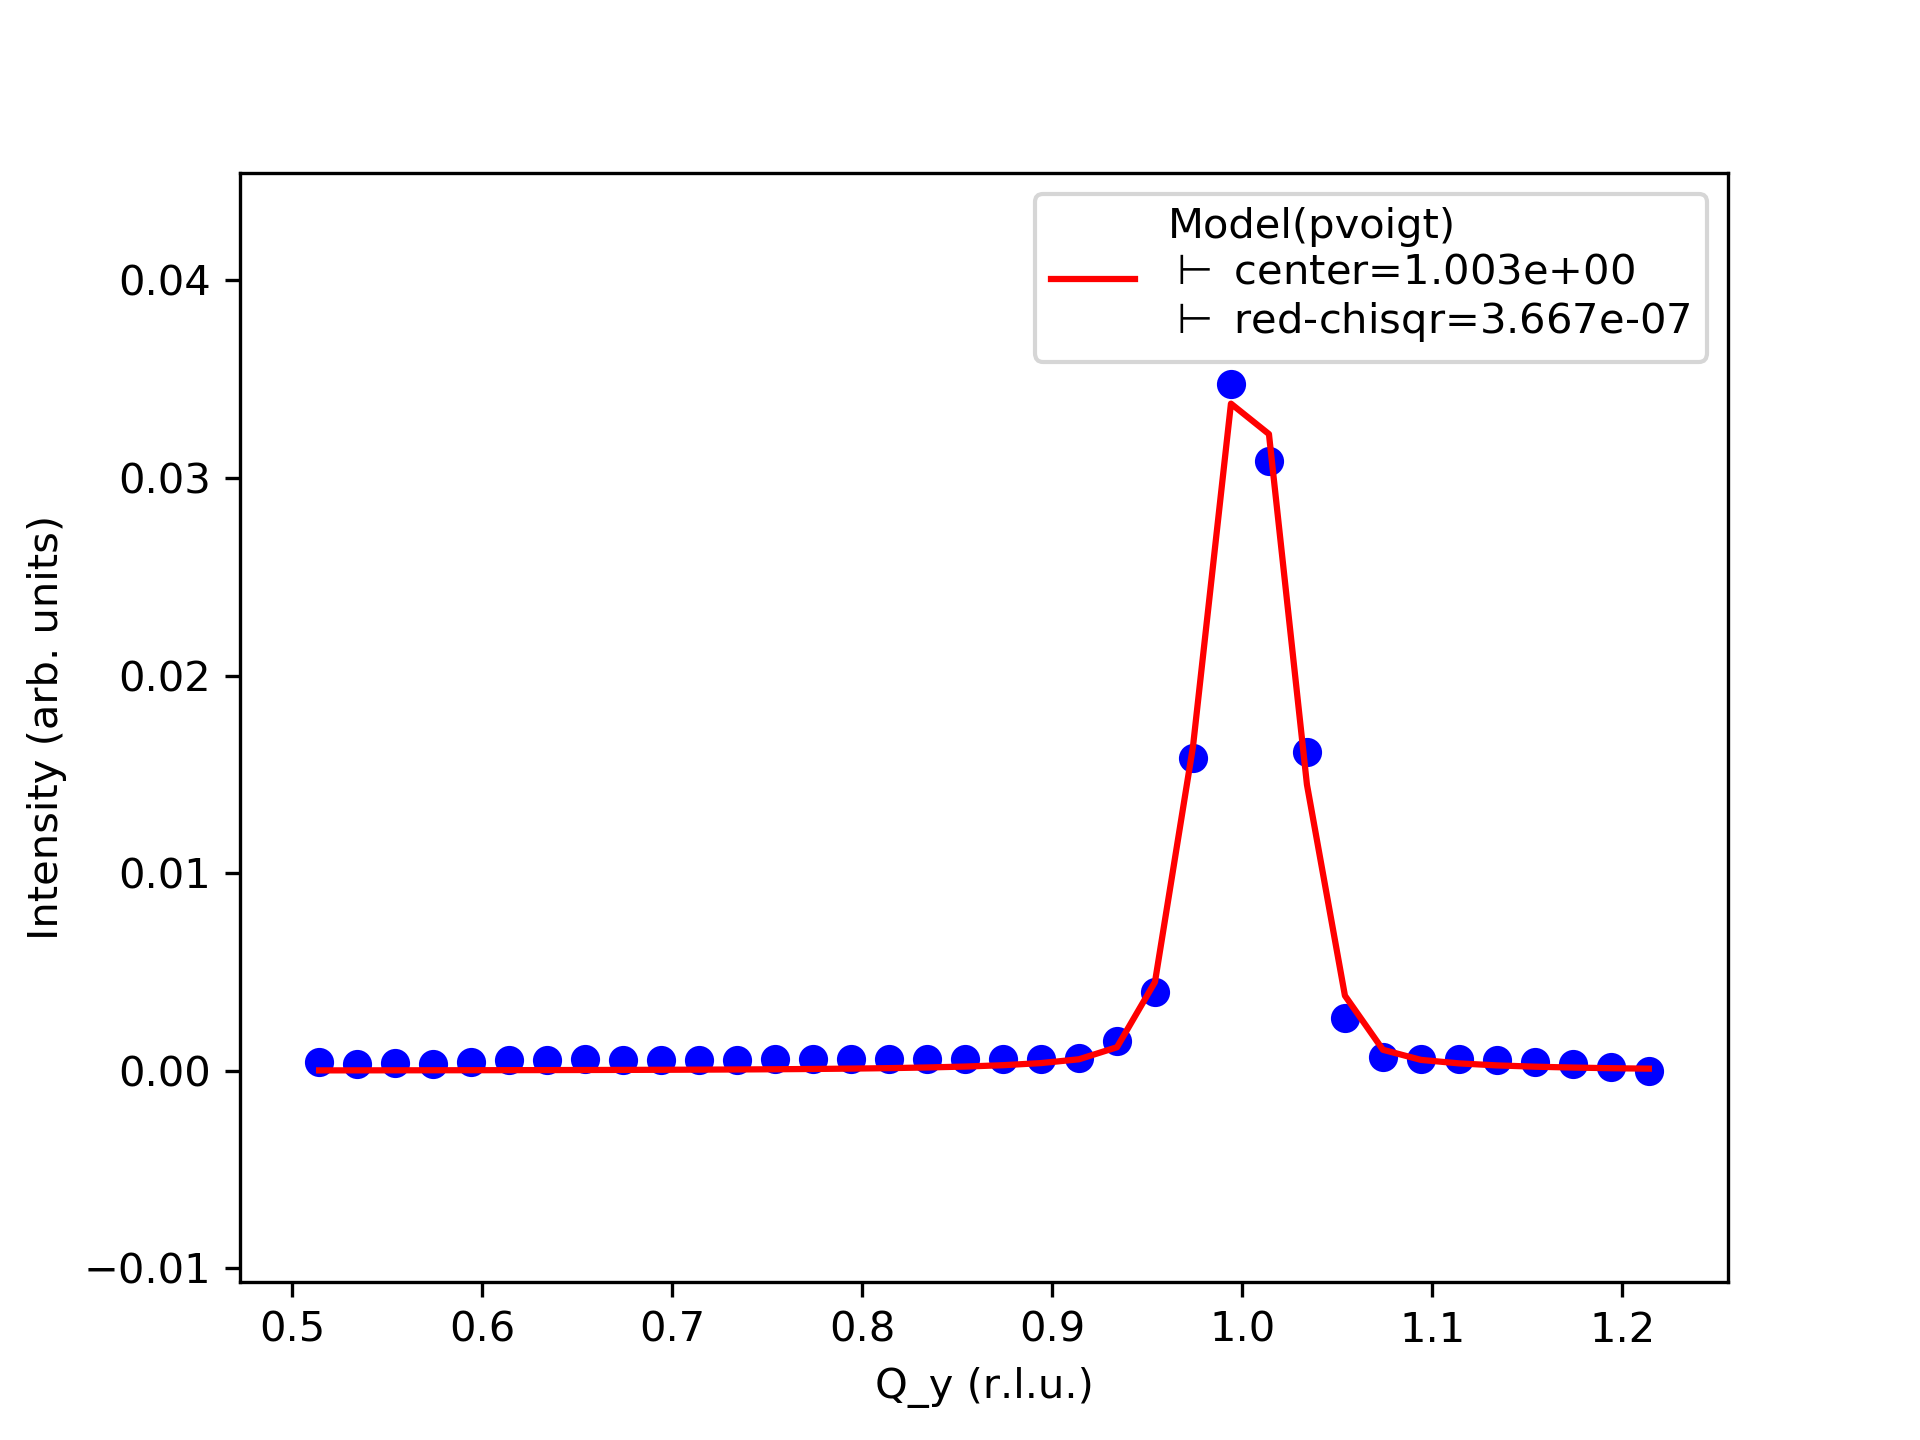 Model(pvoigt)
⊢ center=1.003e+00
⊢ red-chisqr=3.667e-07
0.04
0.03
0.02
0.01
0.00
−0.01
Intensity (arb. units)
0.5 0.6 0.7 0.8 0.9 1.0 1.1 1.2
Q_y (r.l.u.)